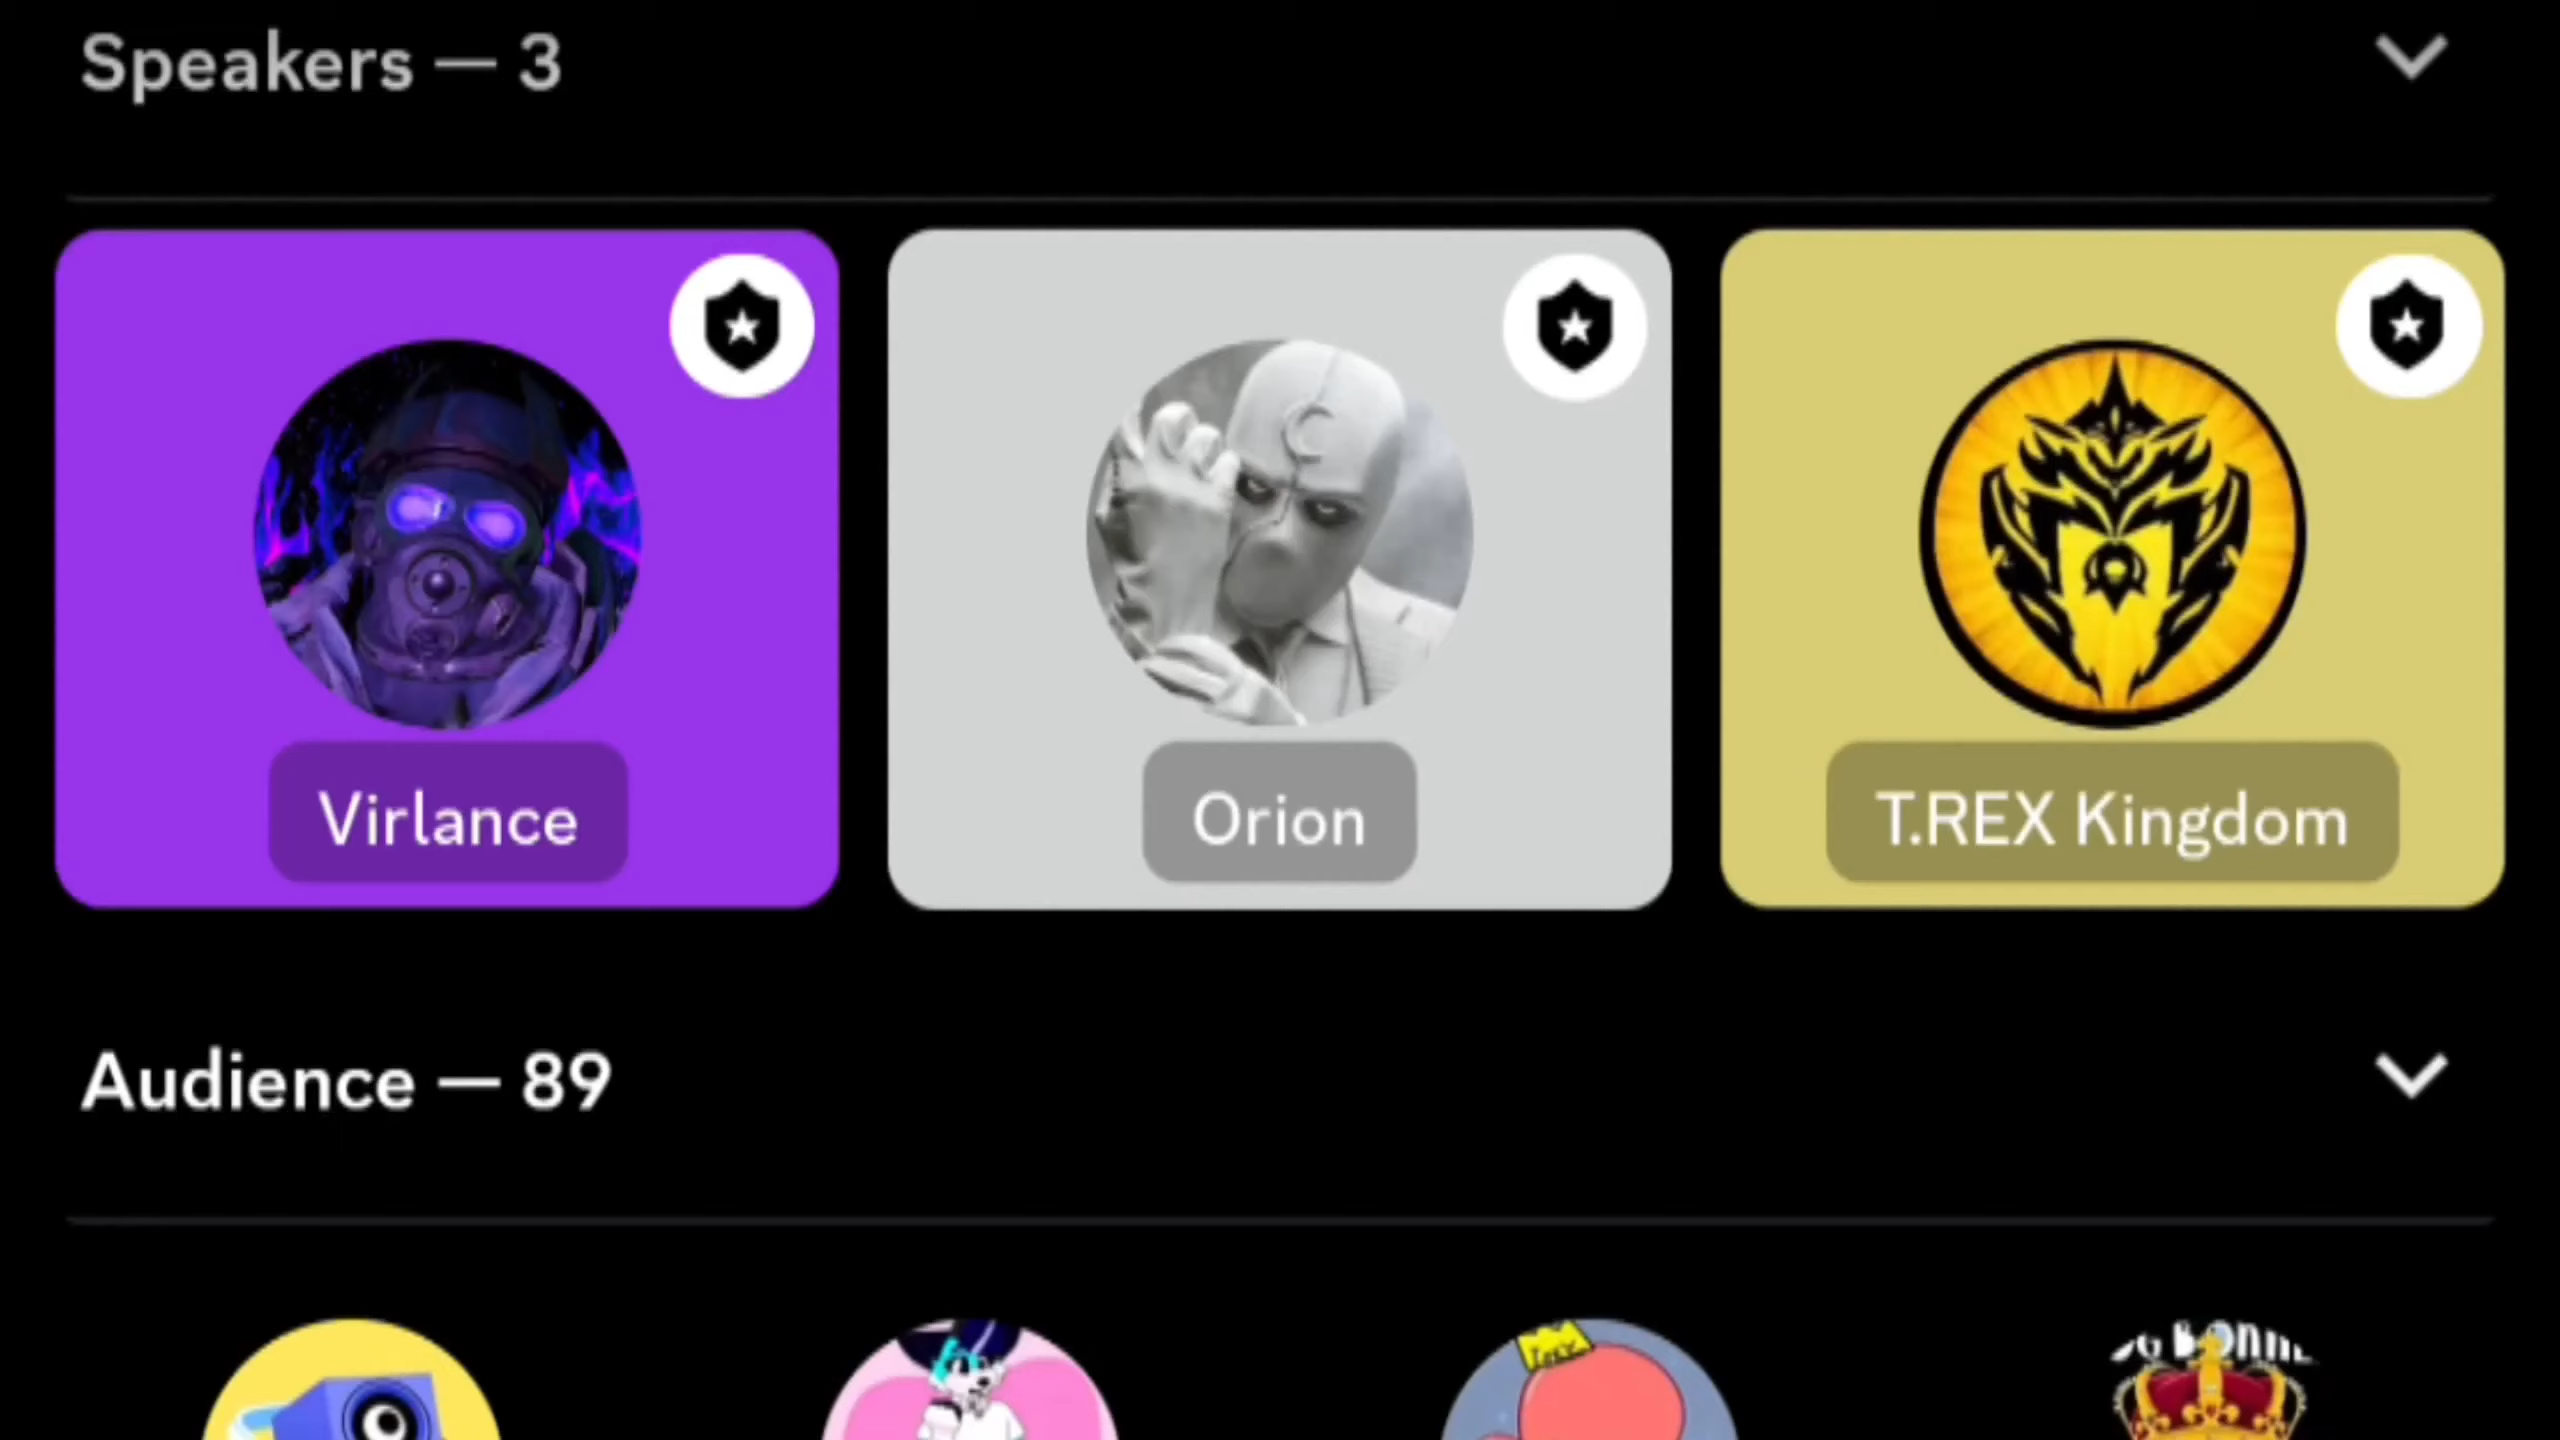 Speakers — 3
Virlance
Orion
T.REX Kingdom
Audience — 89